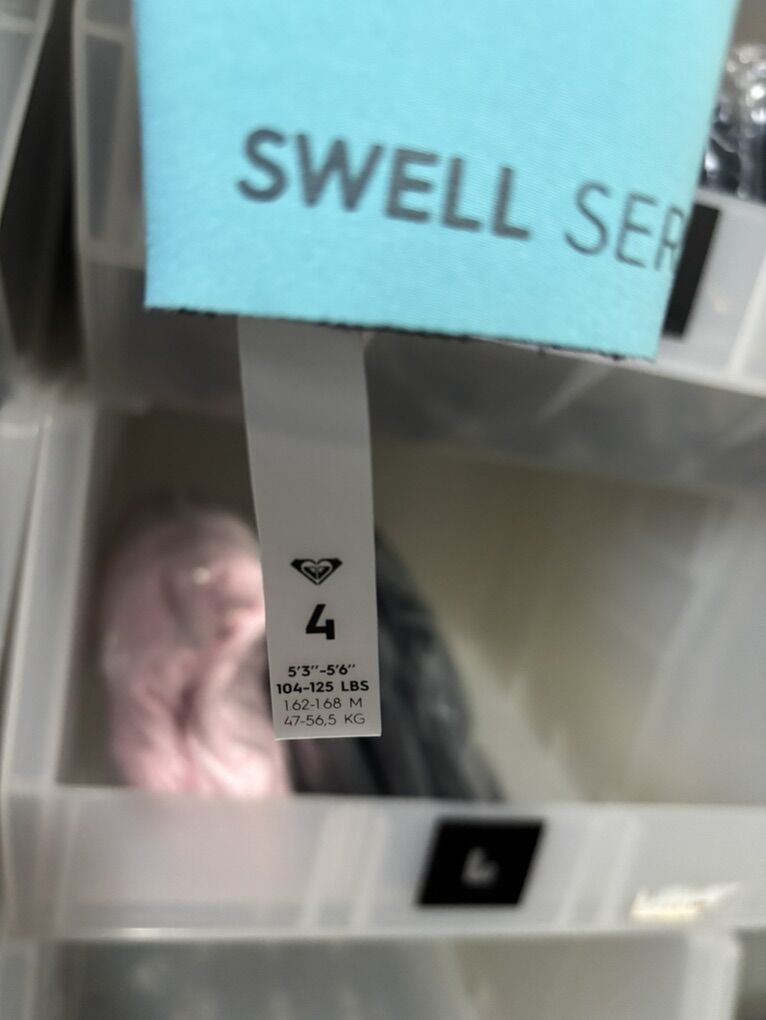 SWELL SER
4
5'3"-5'6"
104-125 LBS
1.62-1.68 M
47-56,5 KG